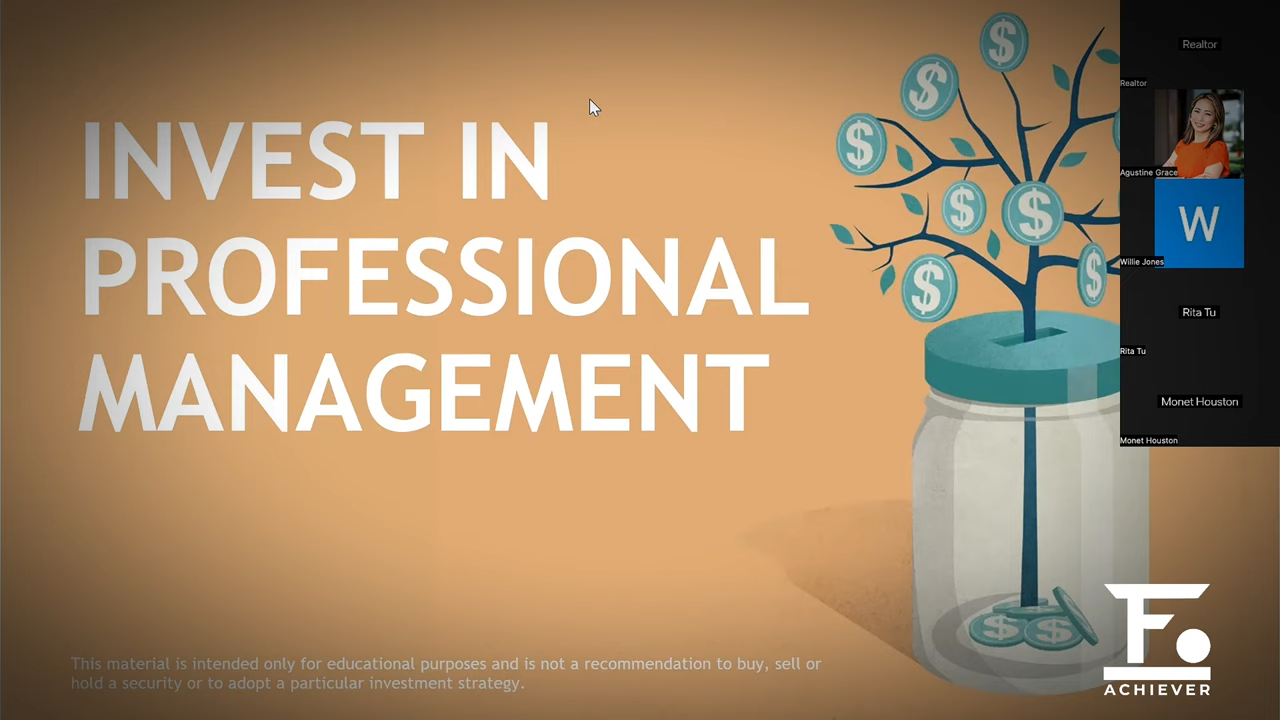 INVEST IN
PROFESSIONAL
MANAGEMENT
This material is intended only for educational purposes and is not a recommendation to buy, sell or
hold a security or to adopt a particular investment strategy.
Realtor
Realtor
Agustine Grace
W
Willie Jones
Rita Tu
Rita Tu
Monet Houston
Monet Houston
$
$
$
$
$
$
$
$
$
F
ACHIEVER